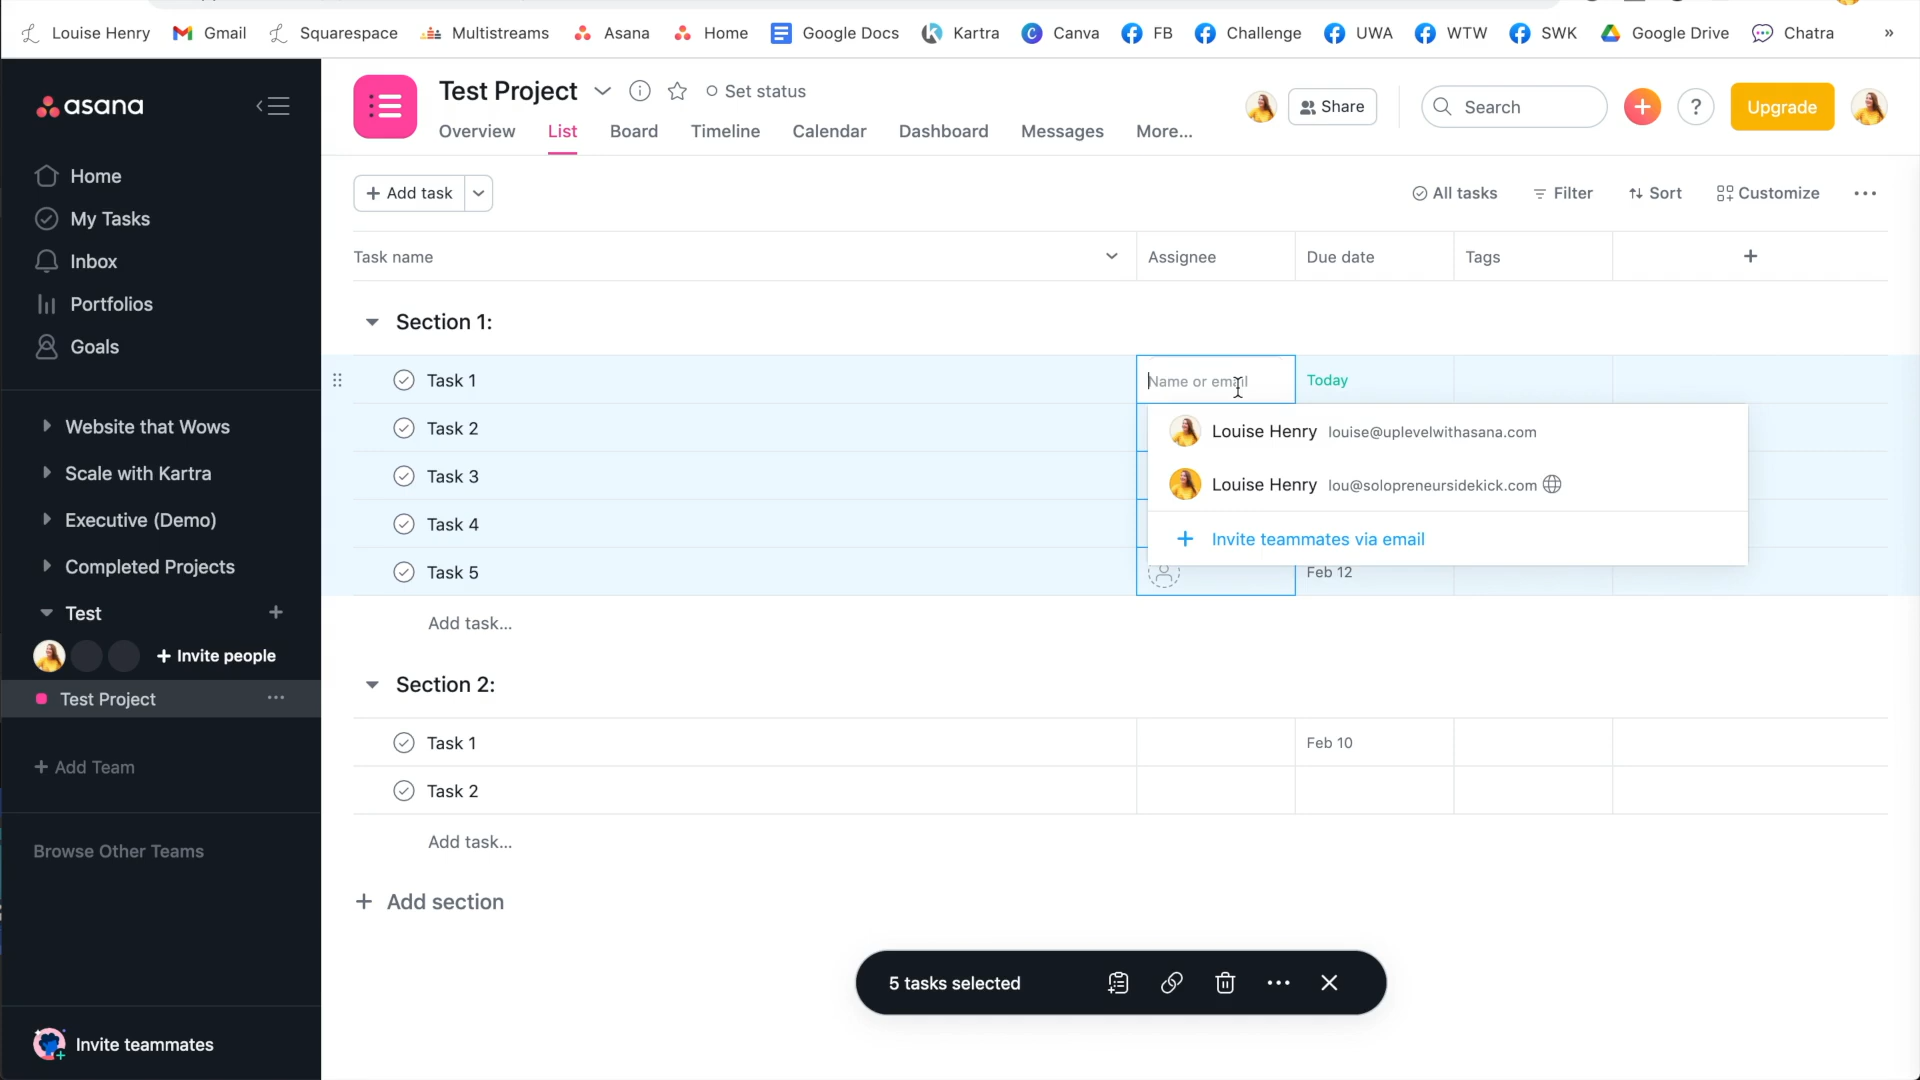 Louise Henry Gmail Squarespace Multistreams Asana Home Google Docs Kartra Canva FB Challenge UWA WTW SWK Google Drive Chatra »
asana
Home
My Tasks
Inbox
Portfolios
Goals
Website that Wows
Scale with Kartra
Executive (Demo)
Completed Projects
Test +
+ Invite people
Test Project ...
+ Add Team
Browse Other Teams
Invite teammates
Test Project Set status
Overview List Board Timeline Calendar Dashboard Messages More...
Share Search + ? Upgrade
+ Add task
All tasks Filter Sort Customize ...
Task name Assignee Due date Tags +
Section 1:
Task 1 Name or email Today
Task 2
Task 3
Task 4
Task 5 Feb 12
Louise Henry louise@uplevelwithasana.com
Louise Henry lou@solopreneursidekick.com
+ Invite teammates via email
Add task...
Section 2:
Task 1 Feb 10
Task 2
Add task...
+ Add section
5 tasks selected